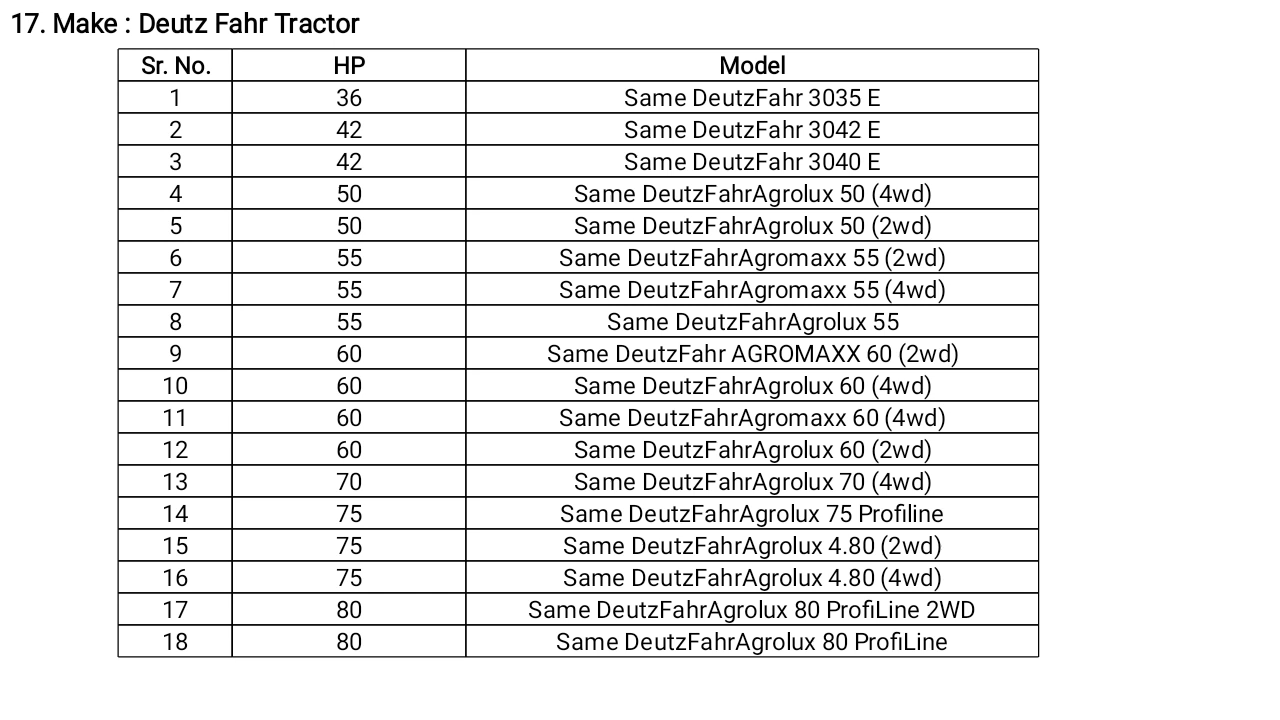 17. Make : Deutz Fahr Tractor
Sr. No. HP Model
1 36 Same DeutzFahr 3035 E
2 42 Same DeutzFahr 3042 E
3 42 Same DeutzFahr 3040 E
4 50 Same DeutzFahrAgrolux 50 (4wd)
5 50 Same DeutzFahrAgrolux 50 (2wd)
6 55 Same DeutzFahrAgromaxx 55 (2wd)
7 55 Same DeutzFahrAgromaxx 55 (4wd)
8 55 Same DeutzFahrAgrolux 55
9 60 Same DeutzFahr AGROMAXX 60 (2wd)
10 60 Same DeutzFahrAgrolux 60 (4wd)
11 60 Same DeutzFahrAgromaxx 60 (4wd)
12 60 Same DeutzFahrAgrolux 60 (2wd)
13 70 Same DeutzFahrAgrolux 70 (4wd)
14 75 Same DeutzFahrAgrolux 75 Profiline
15 75 Same DeutzFahrAgrolux 4.80 (2wd)
16 75 Same DeutzFahrAgrolux 4.80 (4wd)
17 80 Same DeutzFahrAgrolux 80 ProfiLine 2WD
18 80 Same DeutzFahrAgrolux 80 ProfiLine